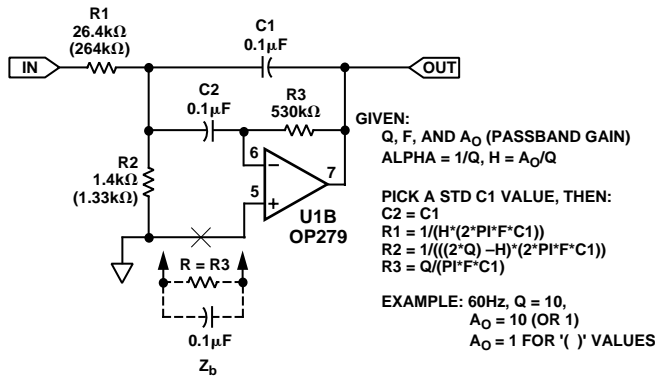 R1
26.4kΩ
(264kΩ)
C1
0.1μF
IN
OUT
C2
0.1μF
R3
530kΩ
R2
1.4kΩ
(1.33kΩ)
6
−
5
+
7
U1B
OP279
R = R3
0.1μF
Zb
GIVEN:
Q, F, AND AO (PASSBAND GAIN)
ALPHA = 1/Q, H = AO/Q
PICK A STD C1 VALUE, THEN:
C2 = C1
R1 = 1/(H*(2*PI*F*C1))
R2 = 1/(((2*Q) –H)*(2*PI*F*C1))
R3 = Q/(PI*F*C1)
EXAMPLE: 60Hz, Q = 10,
AO = 10 (OR 1)
AO = 1 FOR '( )' VALUES